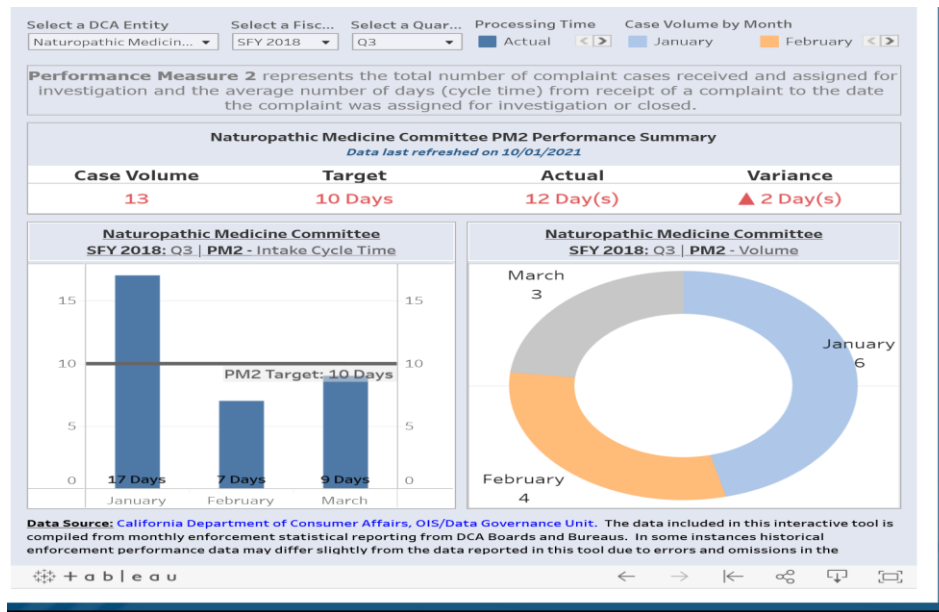 Select a DCA Entity
Select a Fisc...
Select a Quar...
Processing Time
Case Volume by Month
Naturopathic Medicin...
SFY 2018
Q3
Actual
January
February
Performance Measure 2 represents the total number of complaint cases received and assigned for
investigation and the average number of days (cycle time) from receipt of a complaint to the date
the complaint was assigned for investigation or closed.
Naturopathic Medicine Committee PM2 Performance Summary
Data last refreshed on 10/01/2021
Case Volume Target Actual Variance
13 10 Days 12 Day(s) ▲ 2 Day(s)
Naturopathic Medicine Committee
SFY 2018: Q3 | PM2 - Intake Cycle Time
15 15
10 10
PM2 Target: 10 Days
5 5
0 17 Days 7 Days 9 Days 0
January February March
Naturopathic Medicine Committee
SFY 2018: Q3 | PM2 - Volume
March
3
January
6
February
4
Data Source: California Department of Consumer Affairs, OIS/Data Governance Unit. The data included in this interactive tool is
compiled from monthly enforcement statistical reporting from DCA Boards and Bureaus. In some instances historical
enforcement performance data may differ slightly from the data reported in this tool due to errors and omissions in the
+ableau